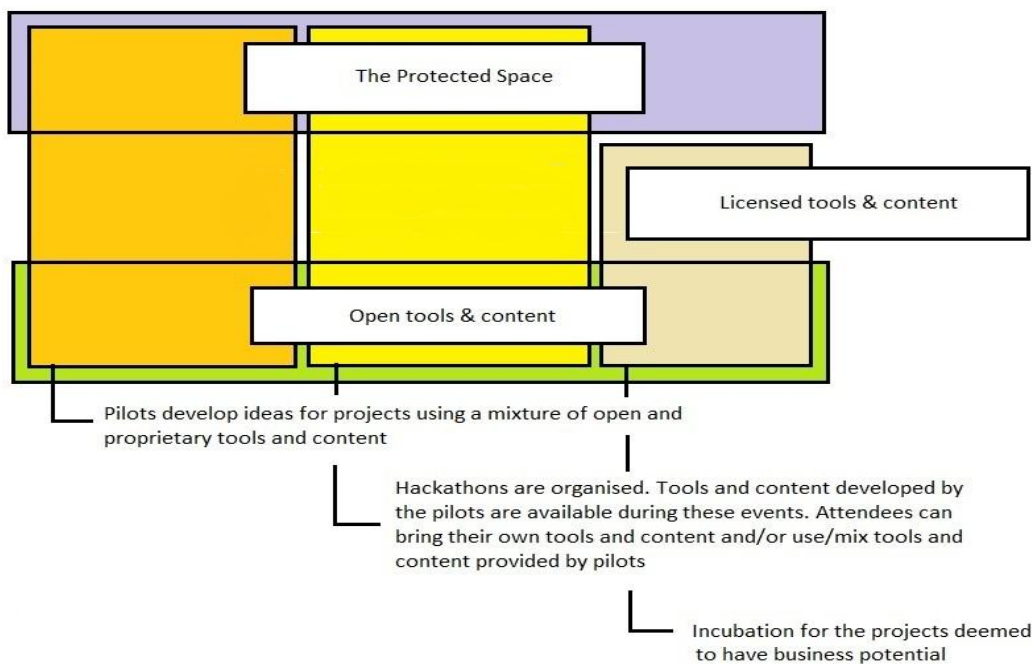 The Protected Space
Licensed tools & content
Open tools & content
Pilots develop ideas for projects using a mixture of open and
proprietary tools and content
Hackathons are organised. Tools and content developed by
the pilots are available during these events. Attendees can
bring their own tools and content and/or use/mix tools and
content provided by pilots
Incubation for the projects deemed
to have business potential